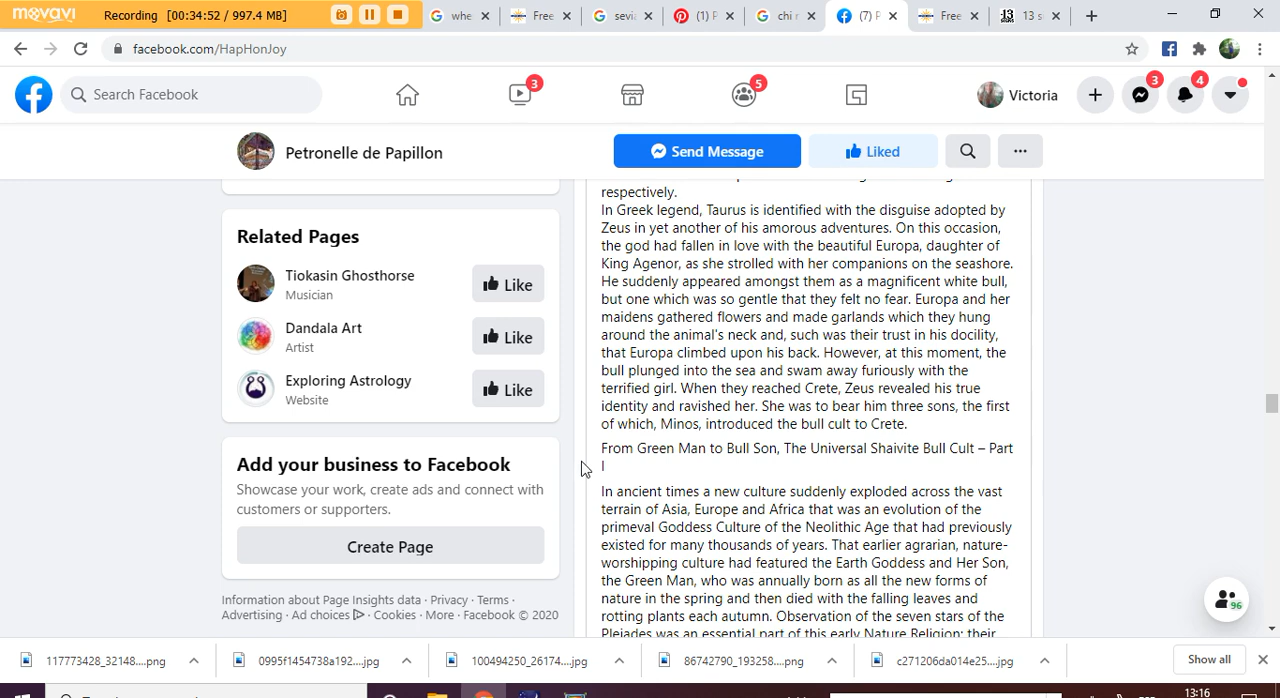 movavi
Recording [00:34:52 / 997.4 MB]
whe
Free
sevia
(1) P
chi r
(7) P
Free
13 s
facebook.com/HapHonJoy
Search Facebook
3
5
Victoria
3
4
Petronelle de Papillon
Send Message
Liked
respectively.
In Greek legend, Taurus is identified with the disguise adopted by
Zeus in yet another of his amorous adventures. On this occasion,
the god had fallen in love with the beautiful Europa, daughter of
King Agenor, as she strolled with her companions on the seashore.
He suddenly appeared amongst them as a magnificent white bull,
but one which was so gentle that they felt no fear. Europa and her
maidens gathered flowers and made garlands which they hung
around the animal's neck and, such was their trust in his docility,
that Europa climbed upon his back. However, at this moment, the
bull plunged into the sea and swam away furiously with the
terrified girl. When they reached Crete, Zeus revealed his true
identity and ravished her. She was to bear him three sons, the first
of which, Minos, introduced the bull cult to Crete.
From Green Man to Bull Son, The Universal Shaivite Bull Cult – Part
I
In ancient times a new culture suddenly exploded across the vast
terrain of Asia, Europe and Africa that was an evolution of the
primeval Goddess Culture of the Neolithic Age that had previously
existed for many thousands of years. That earlier agrarian, nature-
worshipping culture had featured the Earth Goddess and Her Son,
the Green Man, who was annually born as all the new forms of
nature in the spring and then died with the falling leaves and
rotting plants each autumn. Observation of the seven stars of the
Pleiades was an essential part of this early Nature Religion; their
Related Pages
Tiokasin Ghosthorse
Musician
Like
Dandala Art
Artist
Like
Exploring Astrology
Website
Like
Add your business to Facebook
Showcase your work, create ads and connect with
customers or supporters.
Create Page
Information about Page Insights data · Privacy · Terms ·
Advertising · Ad choices · Cookies · More · Facebook © 2020
96
117773428_32148....png
0995f1454738a192....jpg
100494250_26174....jpg
86742790_193258....png
c271206da014e25....jpg
Show all
13:16